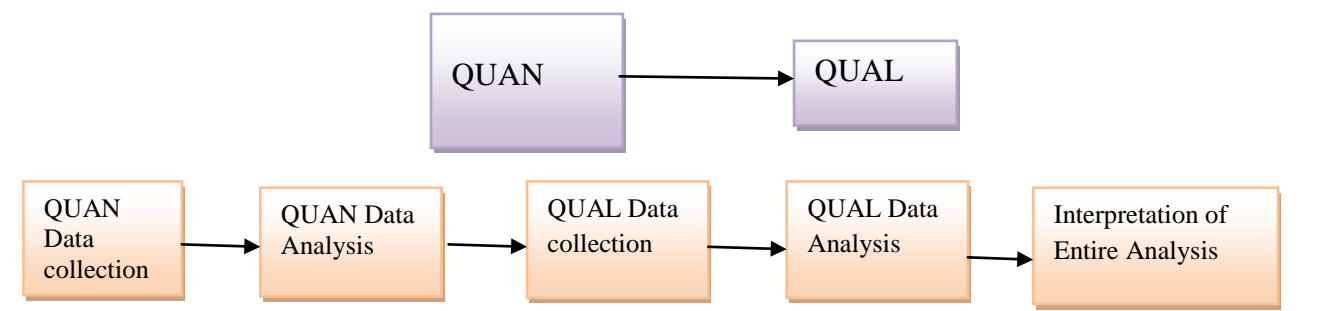 QUAN
QUAL
QUAN
Data
collection
QUAN Data
Analysis
QUAL Data
collection
QUAL Data
Analysis
Interpretation of
Entire Analysis